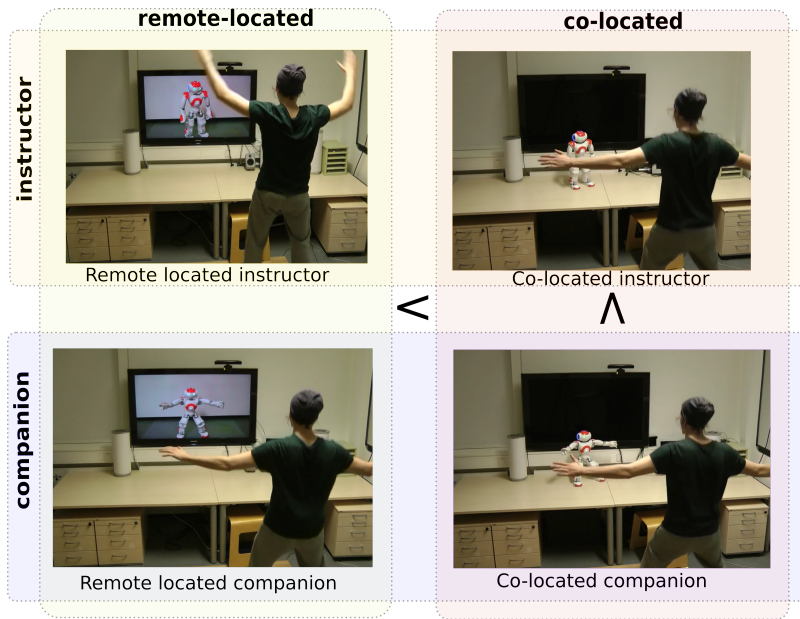 remote-located
co-located
instructor
Remote located instructor
Co-located instructor
<
<
companion
Remote located companion
Co-located companion